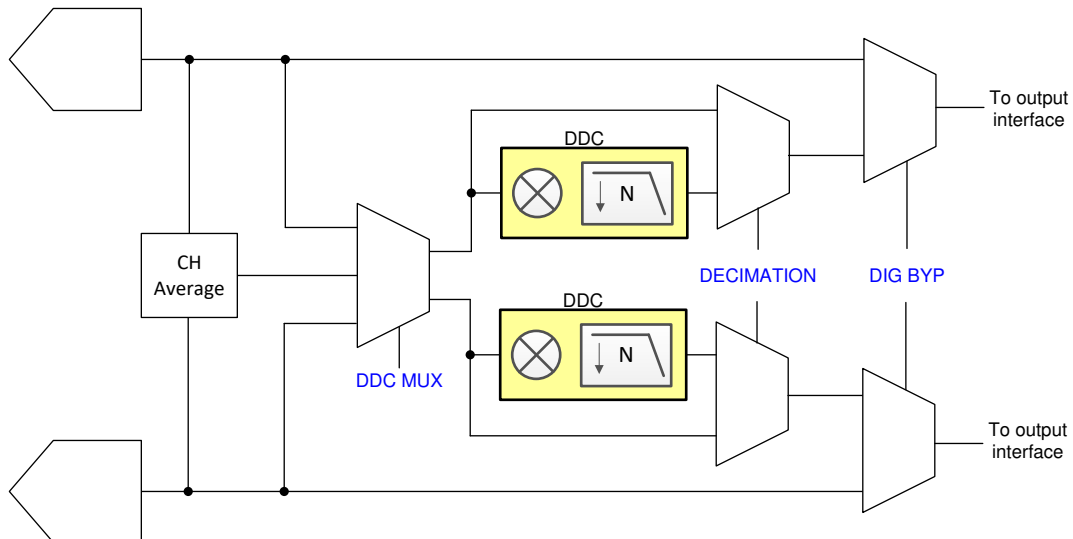 To output
interface
DDC
N
CH
Average
DECIMATION
DIG BYP
DDC
N
DDC MUX
To output
interface